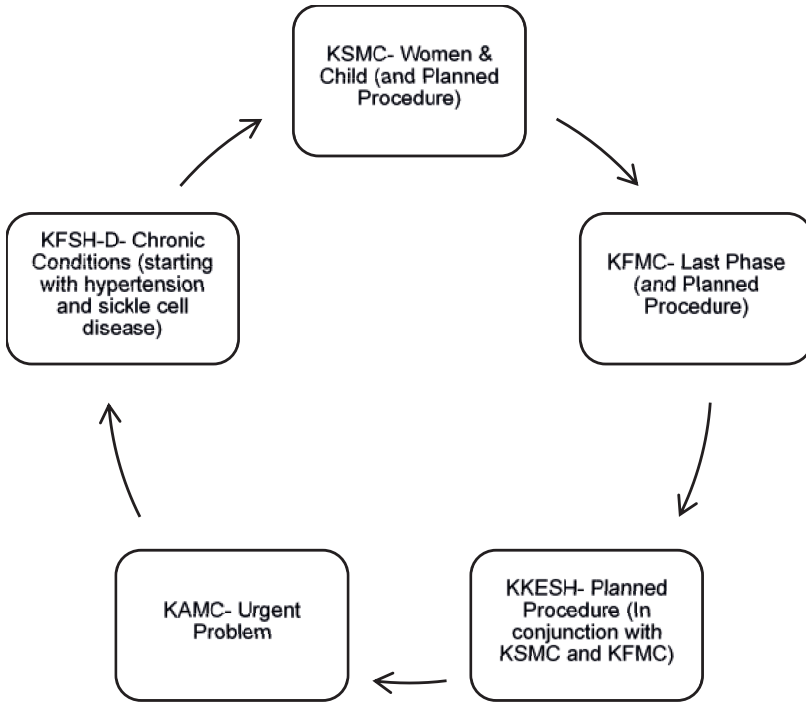 KSMC- Women &
Child (and Planned
Procedure)
KFMC- Last Phase
(and Planned
Procedure)
KKESH- Planned
Procedure (In
conjunction with
KSMC and KFMC)
KAMC- Urgent
Problem
KFSH-D- Chronic
Conditions (starting
with hypertension
and sickle cell
disease)